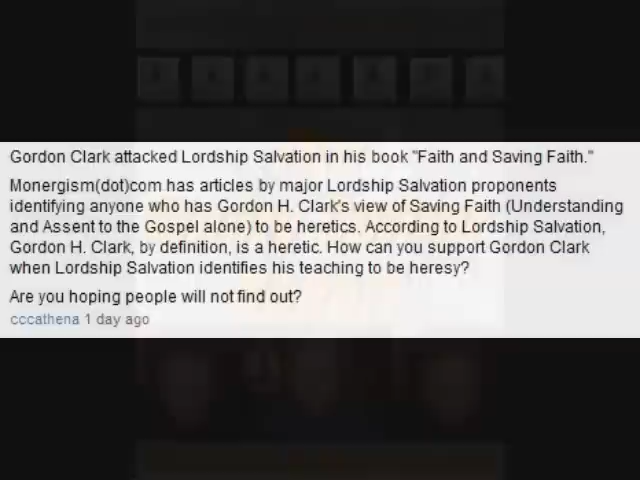 Gordon Clark attacked Lordship Salvation in his book "Faith and Saving Faith."
Monergism(dot)com has articles by major Lordship Salvation proponents
identifying anyone who has Gordon H. Clark's view of Saving Faith (Understanding
and Assent to the Gospel alone) to be heretics. According to Lordship Salvation,
Gordon H. Clark, by definition, is a heretic. How can you support Gordon Clark
when Lordship Salvation identifies his teaching to be heresy?
Are you hoping people will not find out?
cccathena 1 day ago